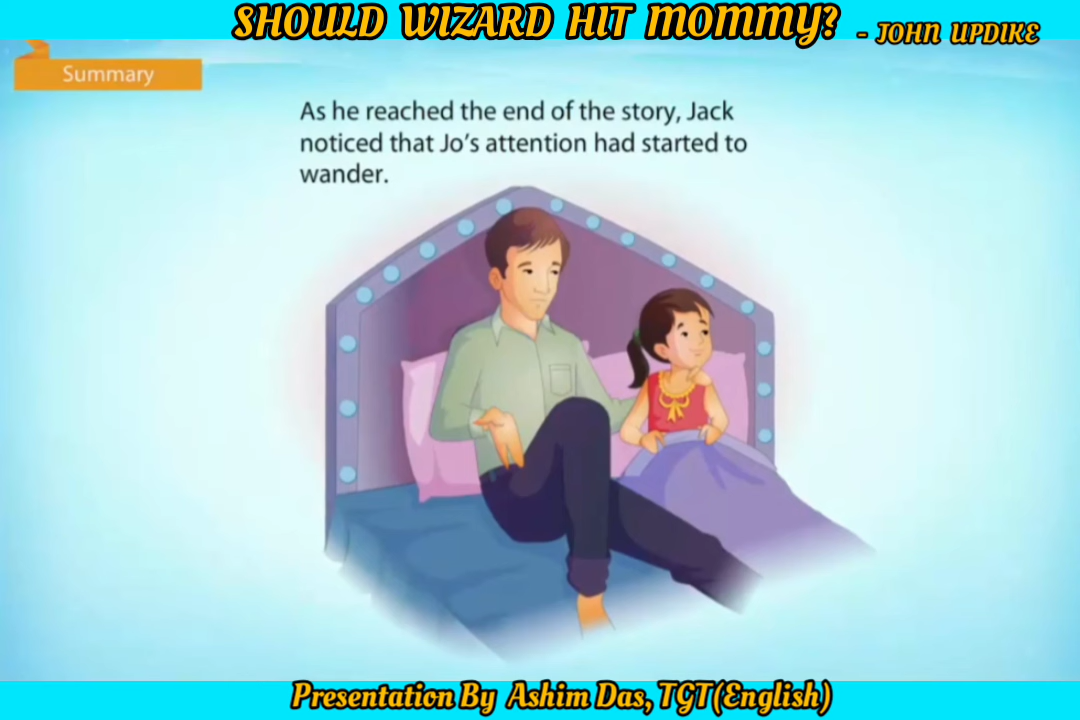 SHOULD WIZARD HIT mommy? - JOHN UPDIKE
Summary
As he reached the end of the story, Jack
noticed that Jo's attention had started to
wander.
Presentation By Ashim Das, TGT(English)